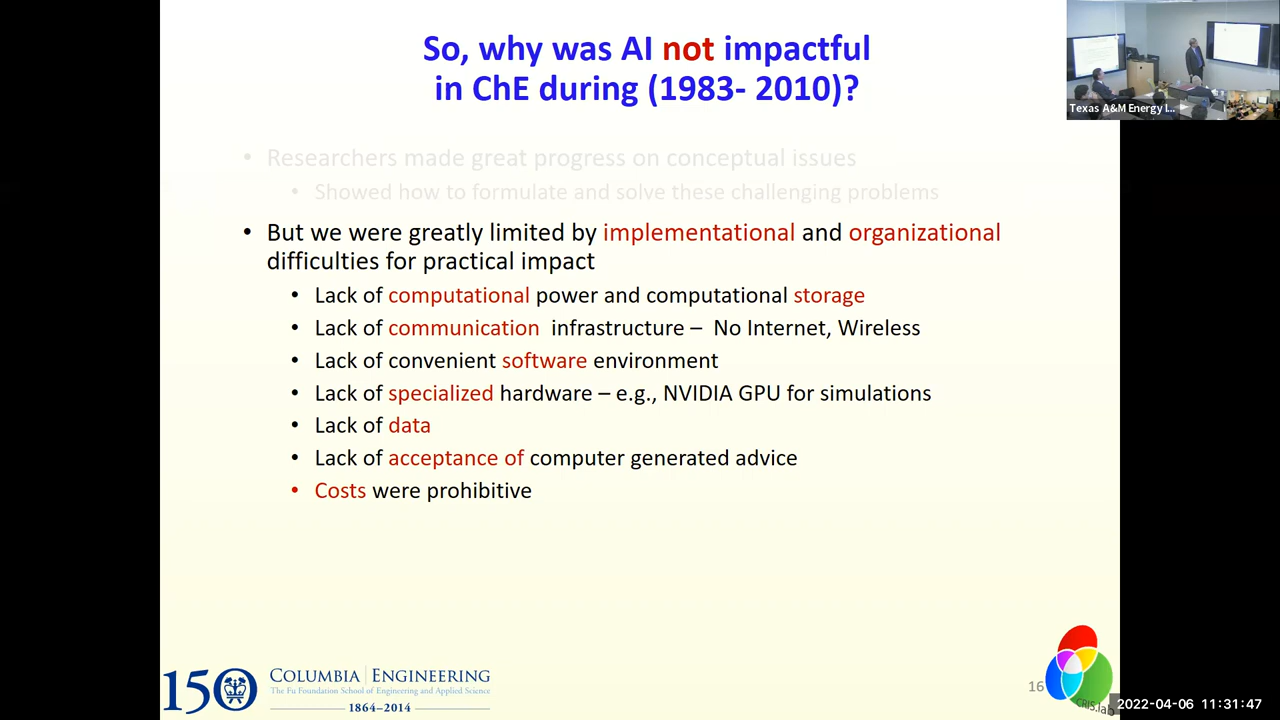 So, why was AI not impactful
in ChE during (1983- 2010)?
Texas A&M Energy I...
• Researchers made great progress on conceptual issues
• Showed how to formulate and solve these challenging problems
• But we were greatly limited by implementational and organizational
difficulties for practical impact
• Lack of computational power and computational storage
• Lack of communication infrastructure – No Internet, Wireless
• Lack of convenient software environment
• Lack of specialized hardware – e.g., NVIDIA GPU for simulations
• Lack of data
• Lack of acceptance of computer generated advice
• Costs were prohibitive
150
COLUMBIA | ENGINEERING
The Fu Foundation School of Engineering and Applied Science
1864–2014
16
CRIS.lab
2022-04-06 11:31:47